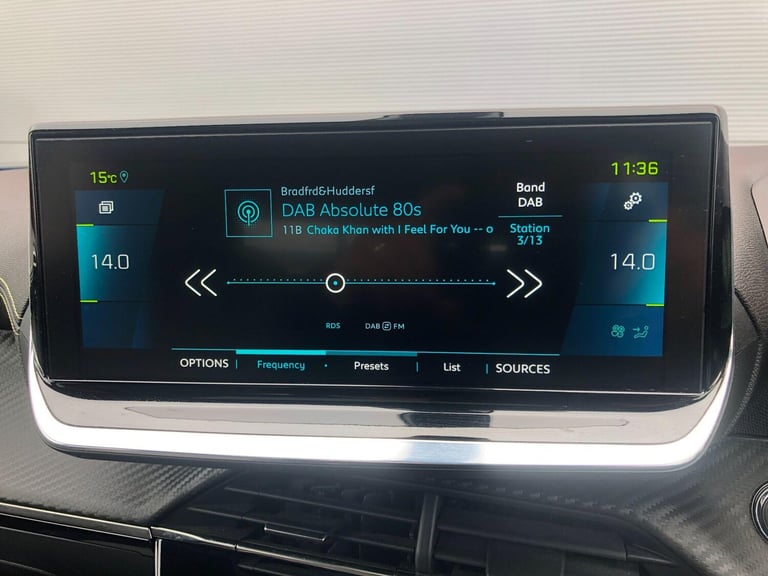 15°C
11:36
Bradfrd&Huddersf
DAB Absolute 80s
11B Chaka Khan with I Feel For You -- o
Band
DAB
Station
3/13
14.0
14.0
RDS
DAB FM
OPTIONS
Frequency
Presets
List
SOURCES